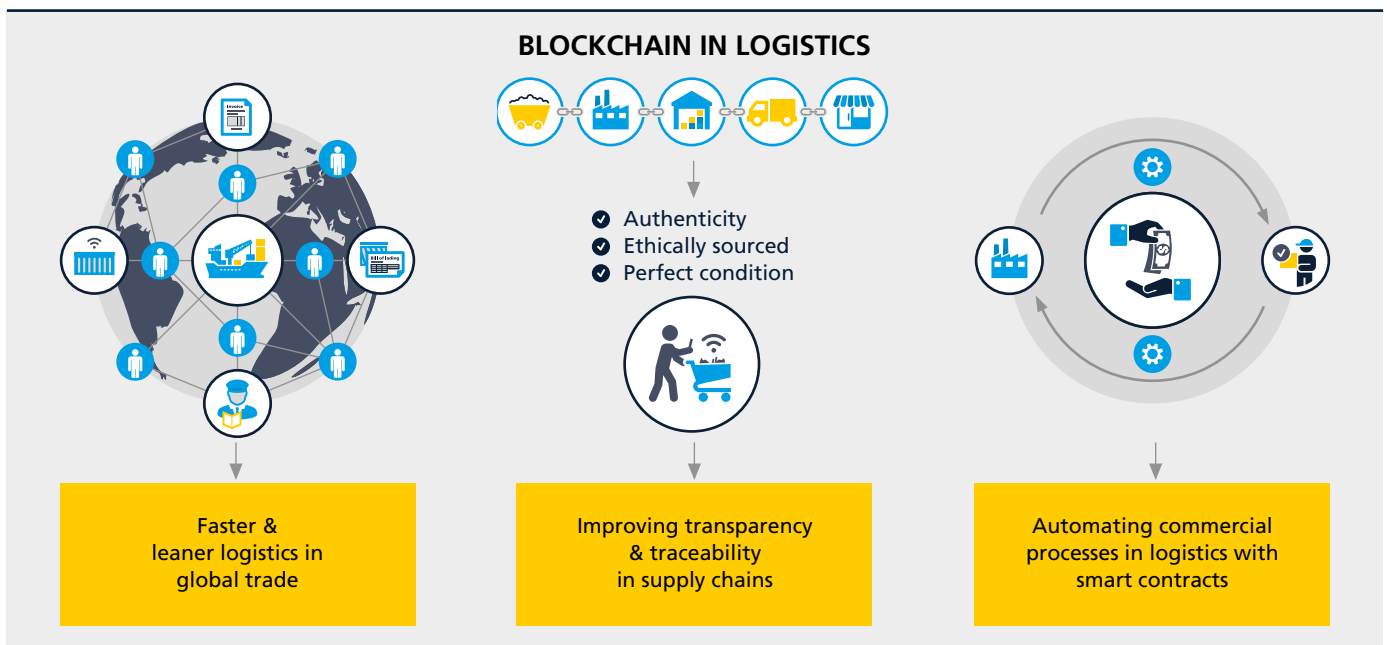 BLOCKCHAIN IN LOGISTICS
Invoice
Bill of lading
Authenticity
Ethically sourced
Perfect condition
$
Faster &
leaner logistics in
global trade
Improving transparency
& traceability
in supply chains
Automating commercial
processes in logistics with
smart contracts